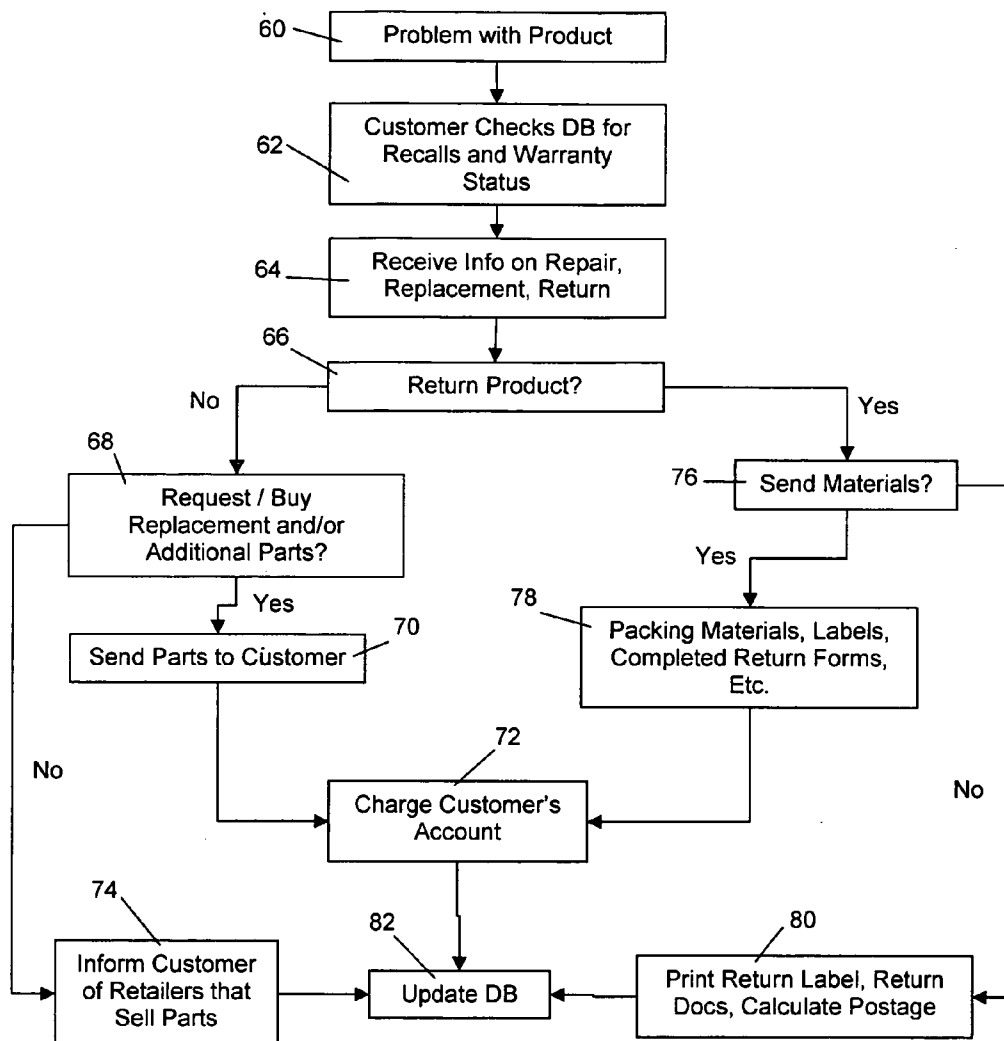 60
Problem with Product
62
Customer Checks DB for
Recalls and Warranty
Status
64
Receive Info on Repair,
Replacement, Return
66
Return Product?
No
Yes
68
Request / Buy
Replacement and/or
Additional Parts?
76
Send Materials?
Yes
Yes
70
Send Parts to Customer
78
Packing Materials, Labels,
Completed Return Forms,
Etc.
No
72
Charge Customer's
Account
No
74
Inform Customer
of Retailers that
Sell Parts
82
Update DB
80
Print Return Label, Return
Docs, Calculate Postage